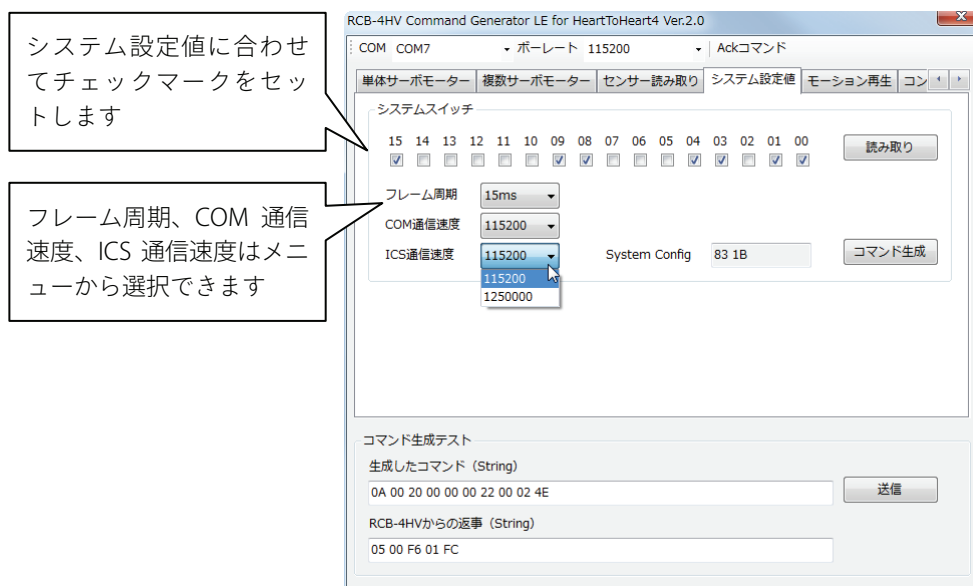 システム設定値に合わせ
てチェックマークをセッ
トします
フレーム周期、COM 通信
速度、ICS 通信速度はメニ
ューから選択できます
RCB-4HV Command Generator LE for HeartToHeart4 Ver.2.0
COM COM7 ボーレート 115200 Ackコマンド
単体サーボモーター 複数サーボモーター センサー読み取り システム設定値 モーション再生 コン
システムスイッチ
15 14 13 12 11 10 09 08 07 06 05 04 03 02 01 00
読み取り
フレーム周期 15ms
COM通信速度 115200
ICS通信速度 115200 System Config 83 1B コマンド生成
115200
1250000
コマンド生成テスト
生成したコマンド（String）
0A 00 20 00 00 00 22 00 02 4E 送信
RCB-4HVからの返事（String）
05 00 F6 01 FC